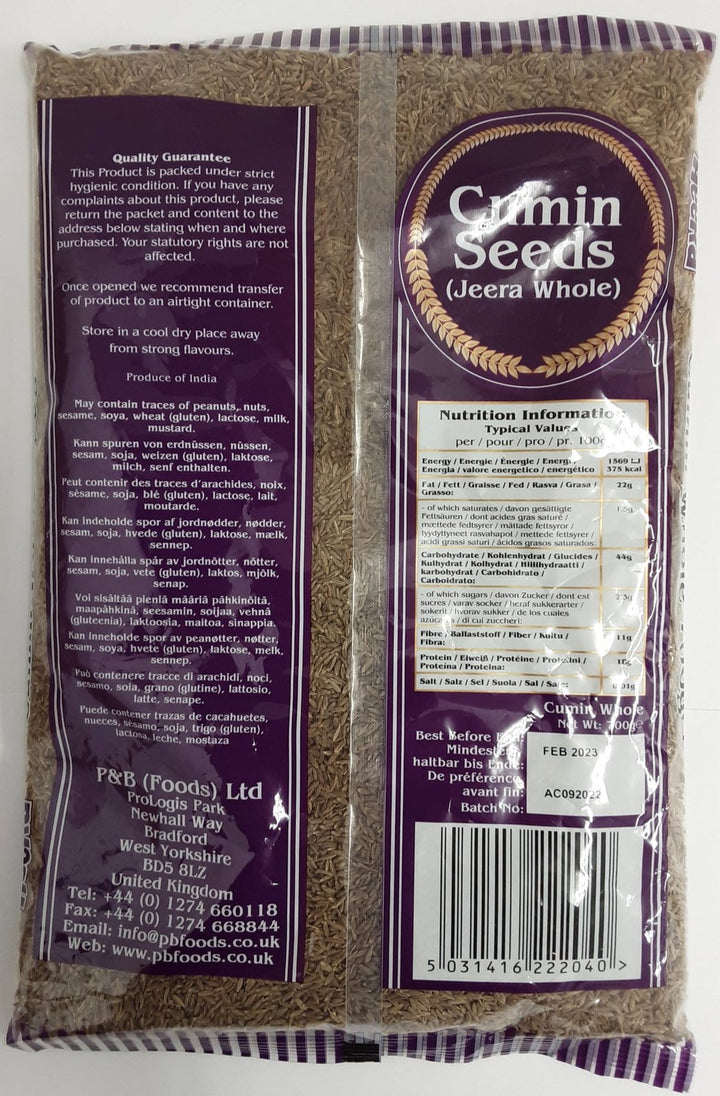 Quality Guarantee
This Product is packed under strict
hygienic condition. If you have any
complaints about this product, please
return the packet and content to the
address below stating when and where
purchased. Your statutory rights are not
affected.
Once opened we recommend transfer
of product to an airtight container.
Store in a cool dry place away
from strong flavours.
Produce of India
May contain traces of peanuts, nuts,
sesame, soya, wheat (gluten), lactose, milk,
mustard.
Kann spuren von erdnüssen, nüssen,
sesam, soja, weizen (gluten), laktose,
milch, senf enthalten.
Peut contenir des traces d'arachides, noix,
sésame, soja, blé (gluten), lactose, lait,
moutarde.
Kan indeholde spor af jordnødder, nødder,
sesam, soja, hvede (gluten), laktose, mælk,
sennep.
Kan innehålla spår av jordnötter, nötter,
sesam, soja, vete (gluten), laktos, mjölk,
senap.
Voi sisältää pieniä määriä pähkinöitä,
maapähkinä, seesamin, soijaa, vehnä
(gluteenia), laktoosia, maitoa, sinappia.
Kan inneholde spor av peanøtter, nøtter,
sesam, soya, hvete (gluten), laktose, melk,
sennep.
Può contenere tracce di arachidi, noci,
sesamo, soia, grano (glutine), lattosio,
latte, senape.
Puede contener trazas de cacahuetes,
nueces, sésamo, soja, trigo (gluten),
lactosa, leche, mostaza
P&B (Foods) Ltd
ProLogis Park
Newhall Way
Bradford
West Yorkshire
BD5 8LZ
United Kingdom
Tel: +44 (0) 1274 660118
Fax: +44 (0) 1274 668844
Email: info@pbfoods.co.uk
Web: www.pbfoods.co.uk
Cumin
Seeds
(Jeera Whole)
Nutrition Information
Typical Values
per / pour / pro / pr. 100g
Energy / Energie / Énergie / Energi /
Energia / valore energetico / energético
1569 kJ
375 kcal
Fat / Fett / Graisse / Fed / Rasva / Grasa /
Grasso:
22g
- of which saturates / davon gesättigte
Fettsäuren / dont acides gras saturé /
mættede fedtsyrer / mättade fettsyror /
tyydyttyneet rasvahapot / mettede fettsyrer /
acidi grassi saturi / ácidos grasos saturados:
1.5g
Carbohydrate / Kohlenhydrat / Glucides /
Kulhydrat / Kolhydrat / Hiilihydraatti /
karbohydrat / Carbohidrato /
Carboidrato:
44g
- of which sugars / davon Zucker / dont est
sucres / varav socker / heraf sukkerarter /
sokerit / hvorav sukker / de los cuales
azúcares / di cui zuccheri:
2.3g
Fibre / Ballaststoff / Fiber / Kuitu /
Fibra:
11g
Protein / Eiweiß / Protéine / Proteiini /
Proteína / Proteina:
18g
Salt / Salz / Sel / Suola / Sal / Sale:
Cumin Whole
Net Wt: 700g e
Best Before End:
Mindestens
haltbar bis Ende:
De préférence
avant fin:
Batch No:
FEB 2023
AC092022
5 031416 222040 >